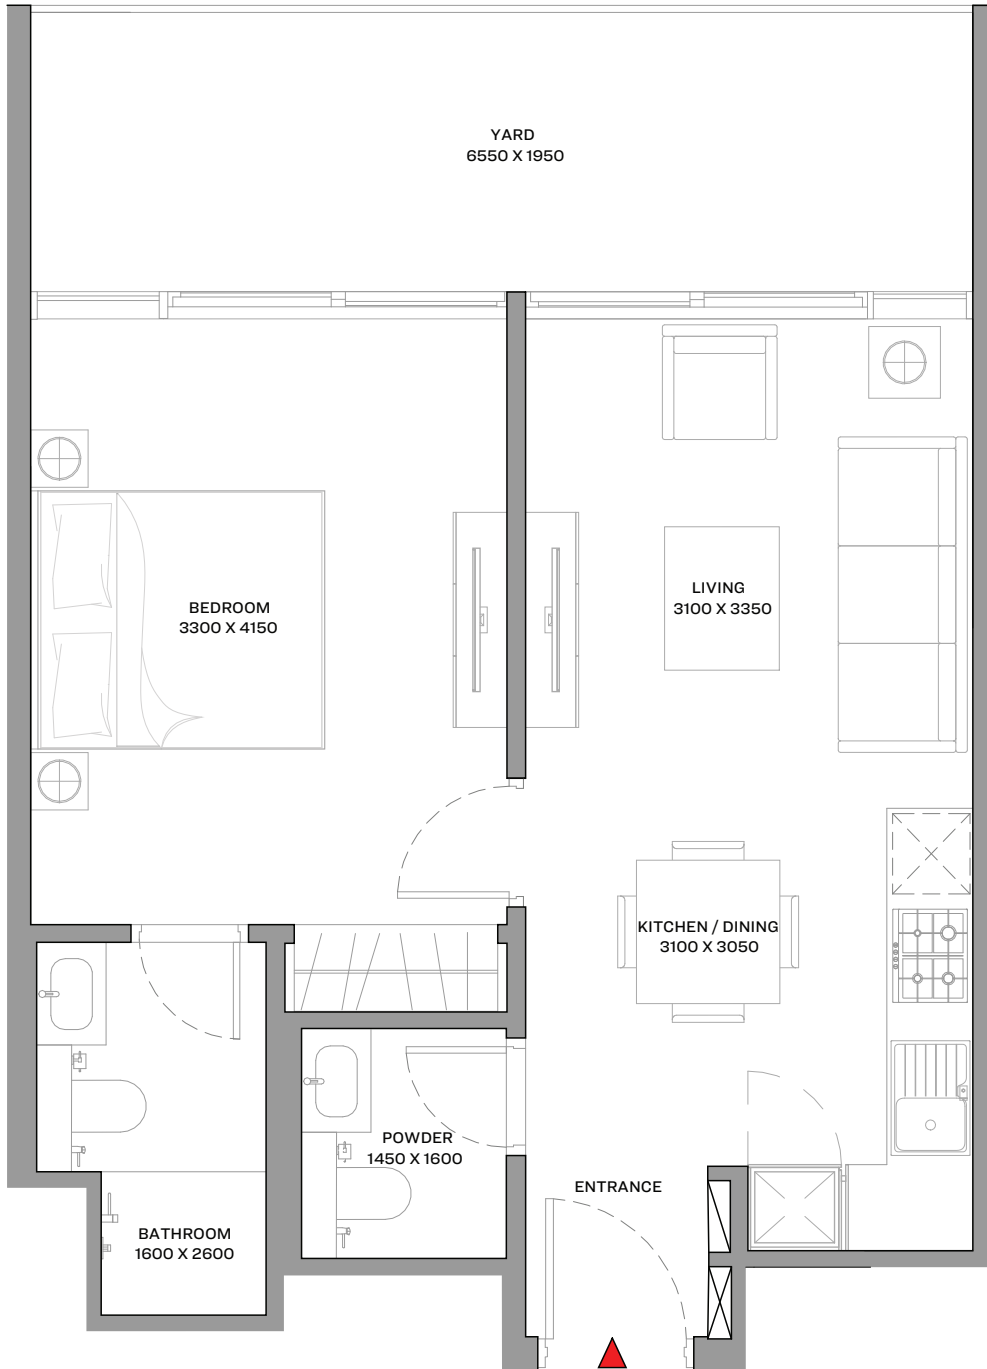 YARD
6550 X 1950
BEDROOM
3300 X 4150
LIVING
3100 X 3350
KITCHEN / DINING
3100 X 3050
POWDER
1450 X 1600
ENTRANCE
BATHROOM
1600 X 2600